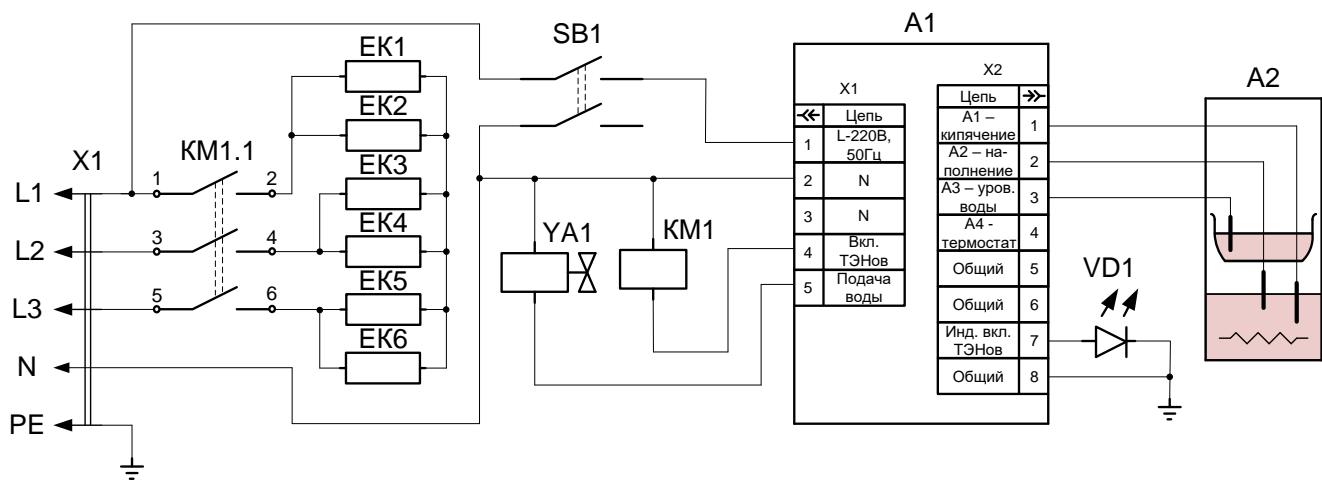 A1
SB1
X2
A2
EK1
X1
Цепь
EK2
Цепь
A1 –
кипячение
1
EK3
1
L-220В,
50Гц
A2 – на-
полнение
2
X1
KM1.1
EK4
2
N
A3 – уров.
воды
3
L1
1
2
EK5
3
N
A4 -
термостат
4
L2
3
4
EK6
YA1
KM1
4
Вкл.
ТЭНов
Общий
5
VD1
L3
5
6
5
Подача
воды
Общий
6
N
Инд. вкл.
ТЭНов
7
Общий
8
PE